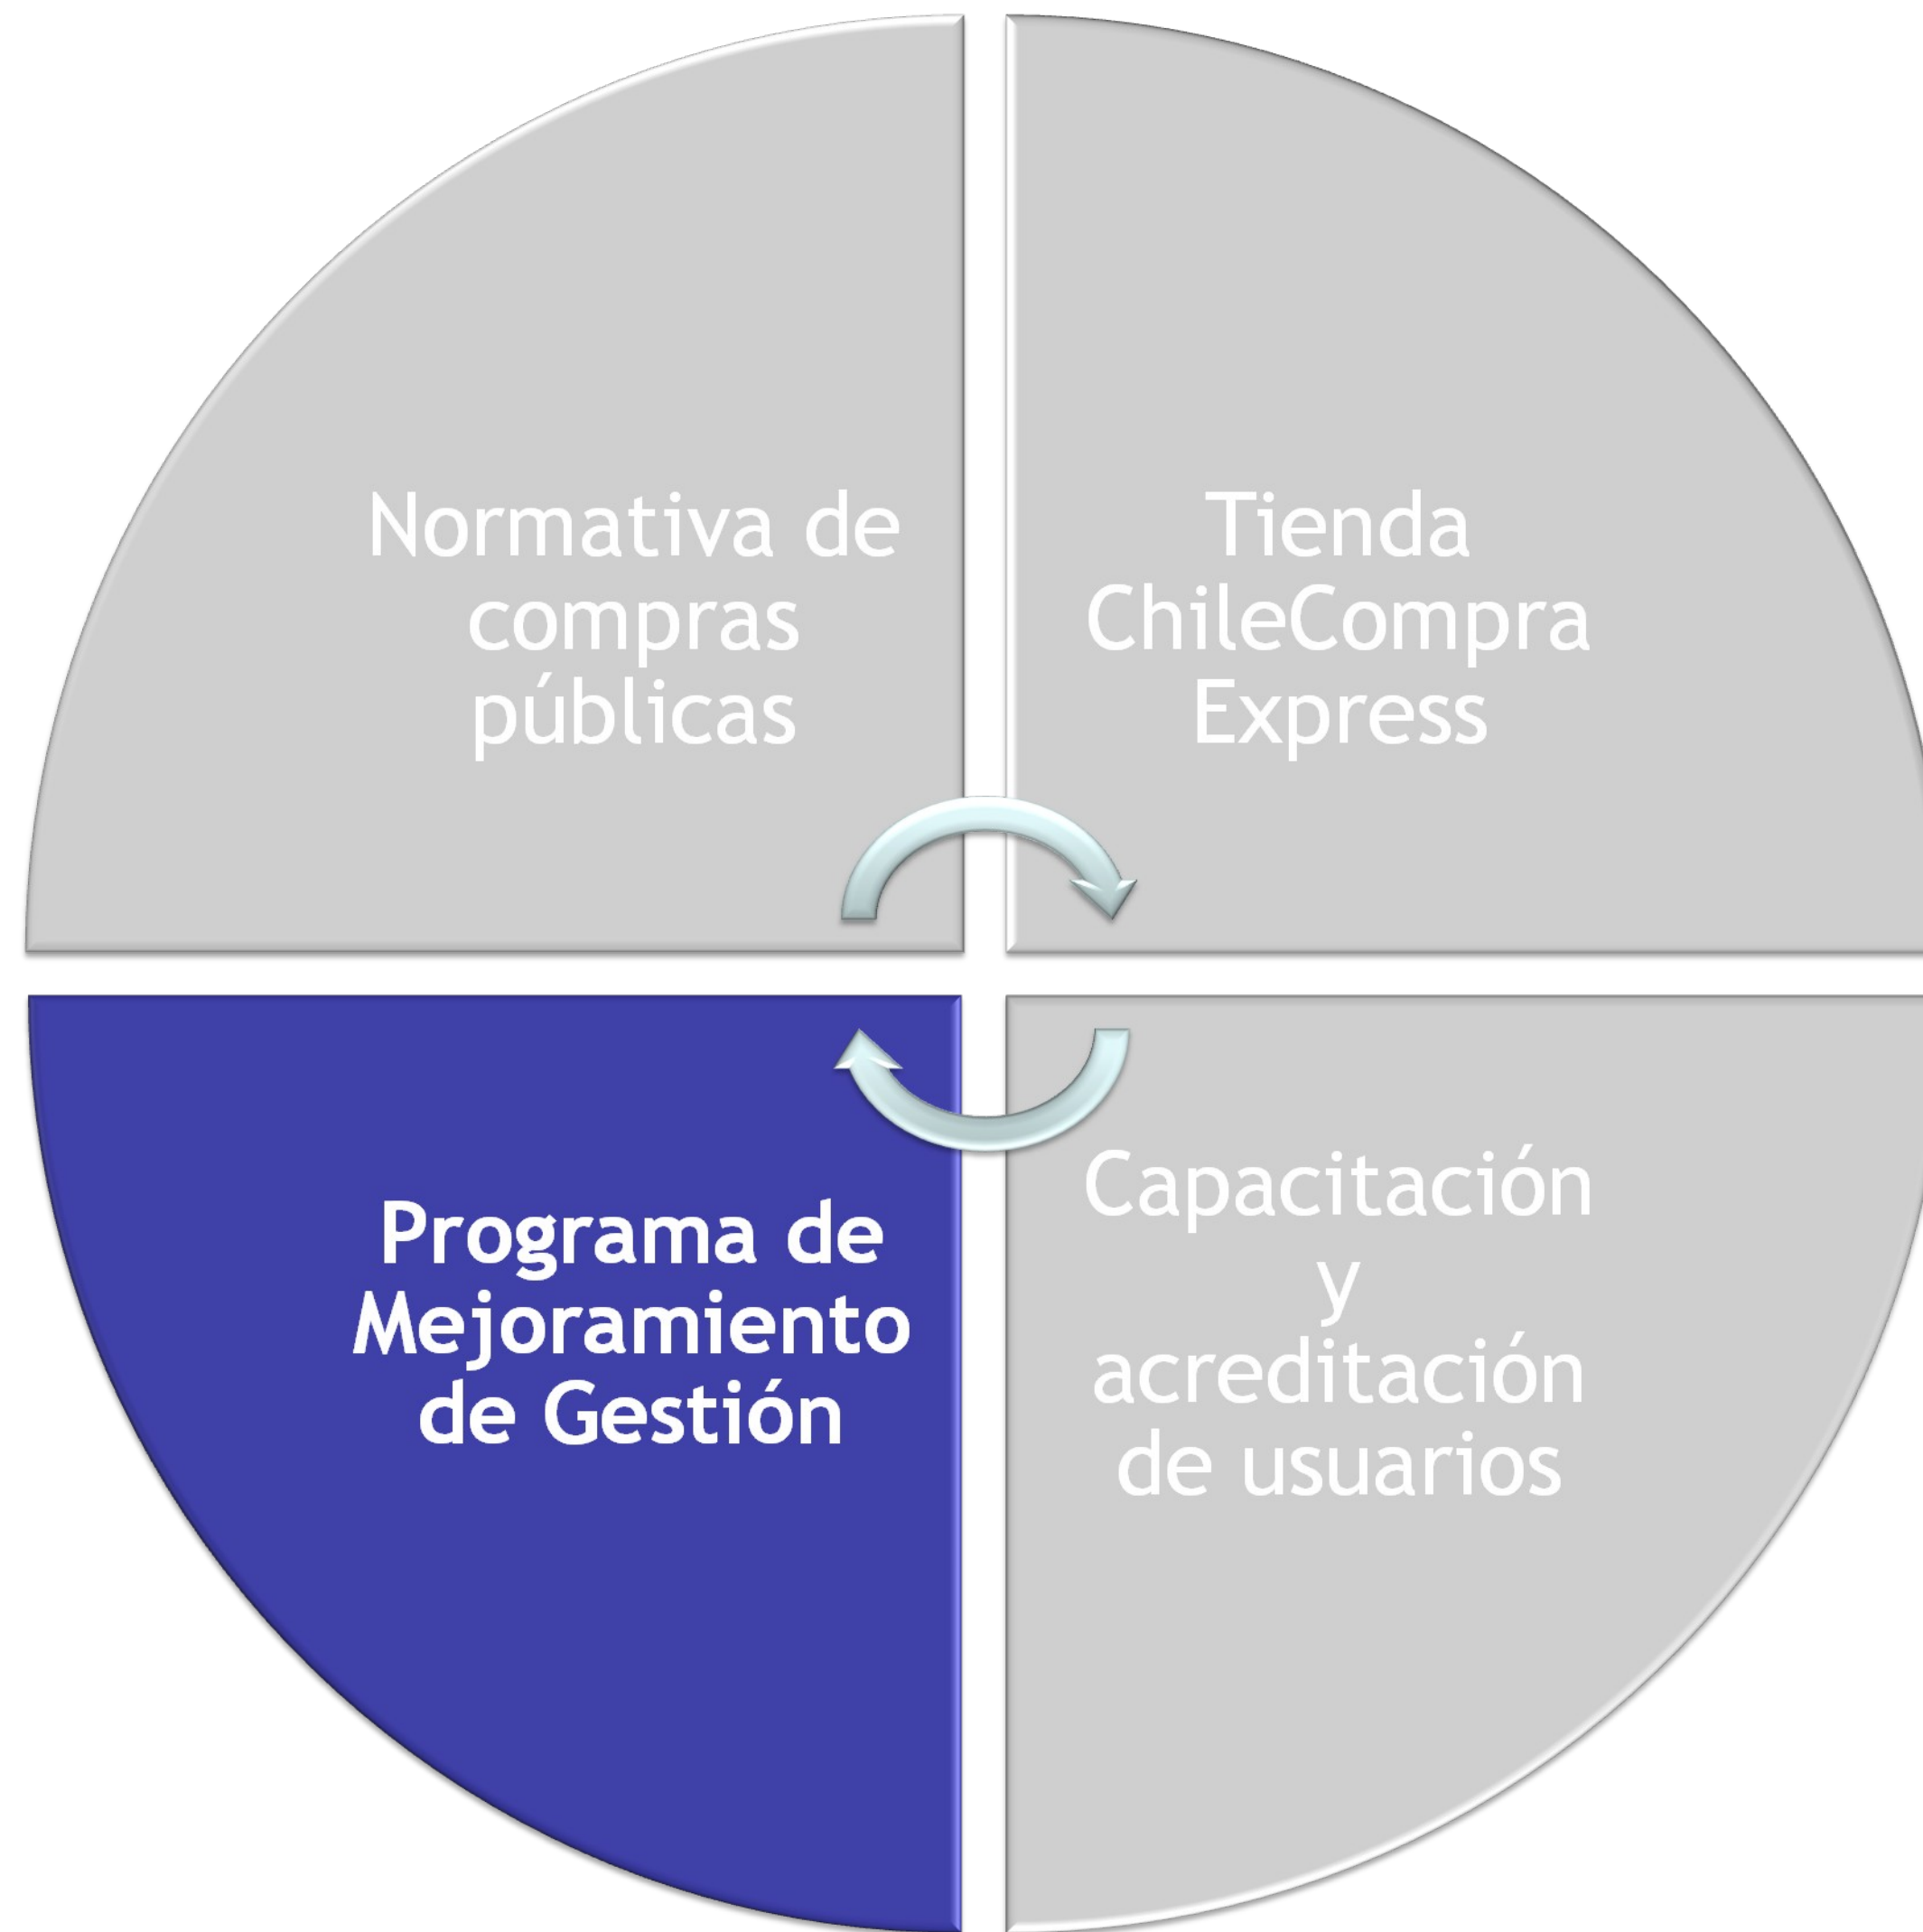 Normativa de
compras
públicas
Tienda
ChileCompra
Express
Programa de
Mejoramiento
de Gestión
Capacitación
y
acreditación
de usuarios